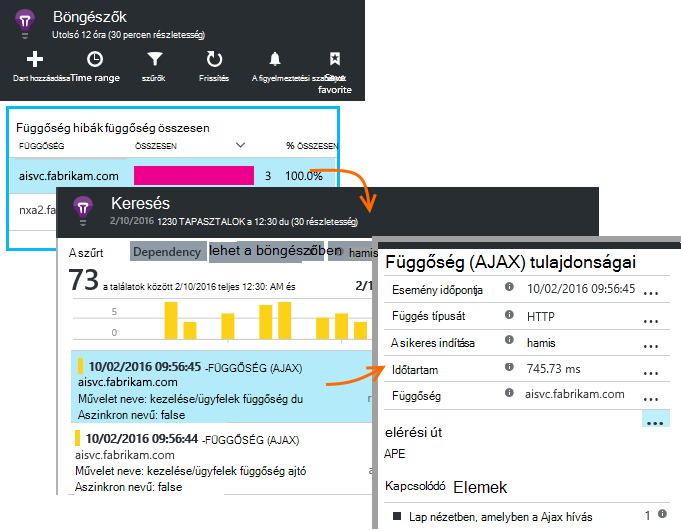 Böngészők
Utolsó 12 óra (30 percen részletesség)
Dart hozzáadása Time range szűrők Frissítés A figyelmeztetési
favorite
Függőség hibák függőség összesen
FÜGGŐSÉG ÖSSZESEN % ÖSSZESEN
aisvc.fabrikam.com 3 100.0%
nxa2.fa
Keresés
2/10/2016 1230 TAPASZTALOK a 12:30 du (30 részletesség)
A szűrt Dependency lehet a böngészőben hamis
73 a találatok között 2/10/2016 teljes 12:30: AM és 2/1
5
0
10/02/2016 09:56:45 -FÜGGŐSÉG (AJAX)
aisvc.fabrikam.com
Művelet neve: kezelése/ügyfelek függőség du
Aszinkron nevű: false
10/02/2016 09:56:44 -FÜGGŐSÉG (AJAX)
aisvc.fabrikam.com
Művelet neve: kezelése/ügyfelek függőség ajtó
Aszinkron nevű: false
Függőség (AJAX) tulajdonságai
Esemény időpontja 10/02/2016 09:56:45 ...
Függés típusát HTTP ...
A sikeres indítása hamis ...
Időtartam 745.73 ms ...
Függőség aisvc.fabrikam.com ...
...
elérési út
APE
Kapcsolódó Elemek
Lap nézetben, amelyben a Ajax hívás 1